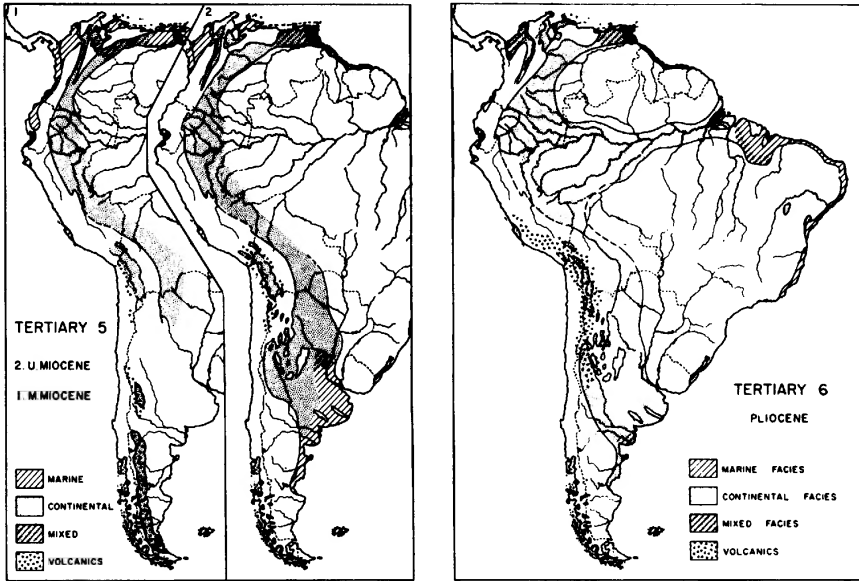 1
2
TERTIARY 5
2. U. MIOCENE
1. M. MIOCENE
MARINE
CONTINENTAL
MIXED
VOLCANICS
TERTIARY 6
PLIOCENE
MARINE FACIES
CONTINENTAL FACIES
MIXED FACIES
VOLCANICS